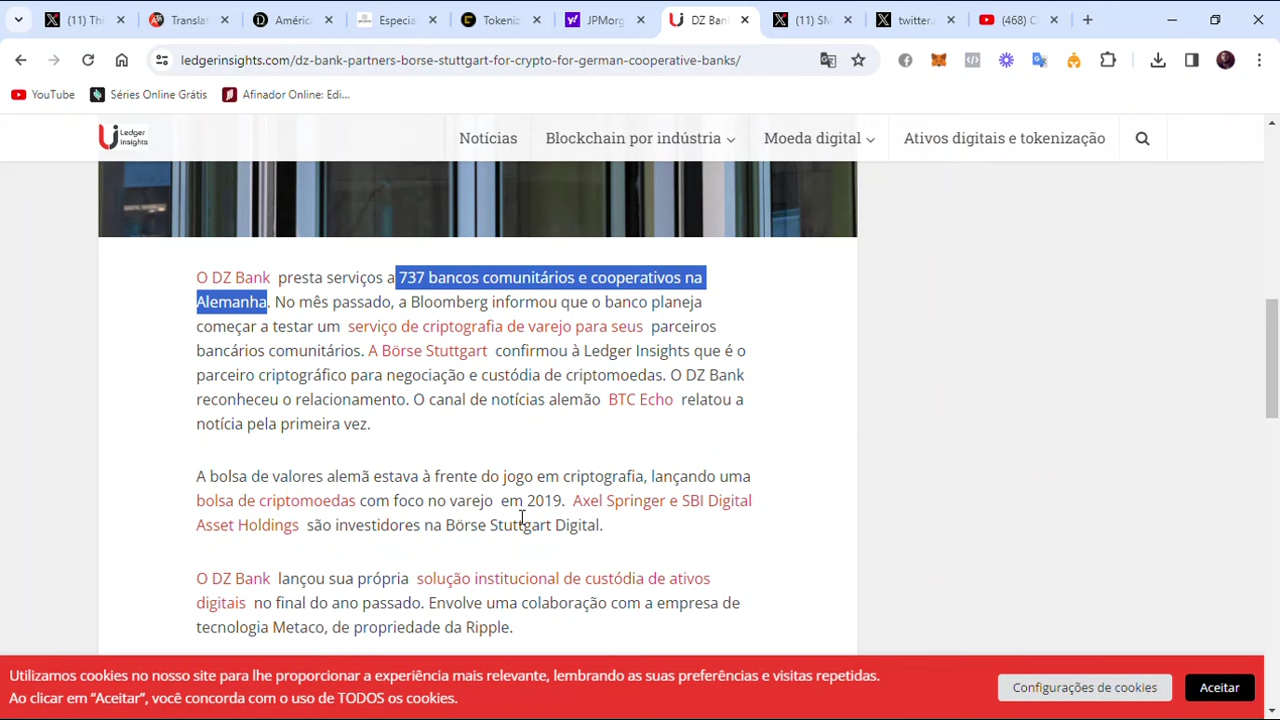 (11) Th
Translat
Améric
Especia
Tokeniz
JPMorg
DZ Ban
(11) SM
twitter.
(468) C
ledgerinsights.com/dz-bank-partners-borse-stuttgart-for-crypto-for-german-cooperative-banks/
YouTube
Séries Online Grátis
Afinador Online: Edi...
Ledger
Insights
Notícias
Blockchain por indústria
Moeda digital
Ativos digitais e tokenização
O DZ Bank presta serviços a 737 bancos comunitários e cooperativos na
Alemanha. No mês passado, a Bloomberg informou que o banco planeja
começar a testar um serviço de criptografia de varejo para seus parceiros
bancários comunitários. A Börse Stuttgart confirmou à Ledger Insights que é o
parceiro criptográfico para negociação e custódia de criptomoedas. O DZ Bank
reconheceu o relacionamento. O canal de notícias alemão BTC Echo relatou a
notícia pela primeira vez.
A bolsa de valores alemã estava à frente do jogo em criptografia, lançando uma
bolsa de criptomoedas com foco no varejo em 2019. Axel Springer e SBI Digital
Asset Holdings são investidores na Börse Stuttgart Digital.
O DZ Bank lançou sua própria solução institucional de custódia de ativos
digitais no final do ano passado. Envolve uma colaboração com a empresa de
tecnologia Metaco, de propriedade da Ripple.
Utilizamos cookies no nosso site para lhe proporcionar a experiência mais relevante, lembrando as suas preferências e visitas repetidas.
Ao clicar em “Aceitar”, você concorda com o uso de TODOS os cookies.
Configurações de cookies
Aceitar